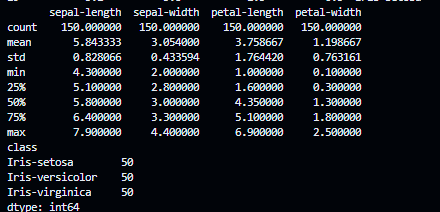 sepal-length sepal-width petal-length petal-width
count 150.000000 150.000000 150.000000 150.000000
mean 5.843333 3.054000 3.758667 1.198667
std 0.828066 0.433594 1.764420 0.763161
min 4.300000 2.000000 1.000000 0.100000
25% 5.100000 2.800000 1.600000 0.300000
50% 5.800000 3.000000 4.350000 1.300000
75% 6.400000 3.300000 5.100000 1.800000
max 7.900000 4.400000 6.900000 2.500000
class
Iris-setosa 50
Iris-versicolor 50
Iris-virginica 50
dtype: int64